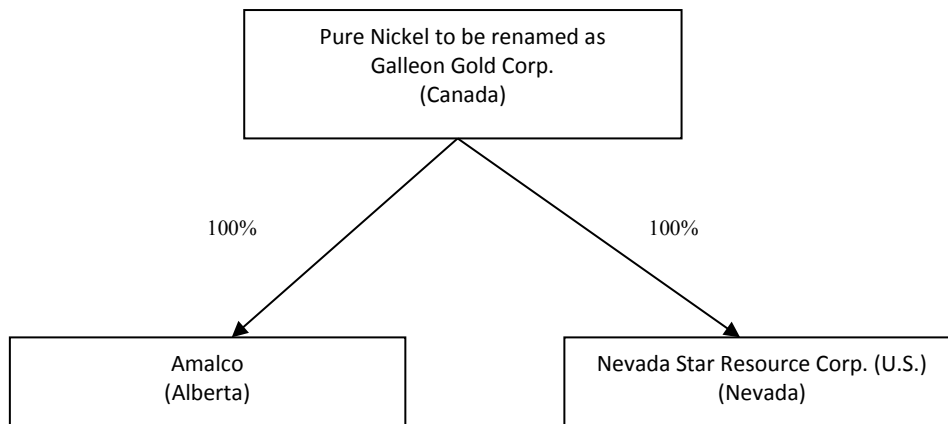 Pure Nickel to be renamed as
Galleon Gold Corp.
(Canada)
100%
100%
Amalco
(Alberta)
Nevada Star Resource Corp. (U.S.)
(Nevada)